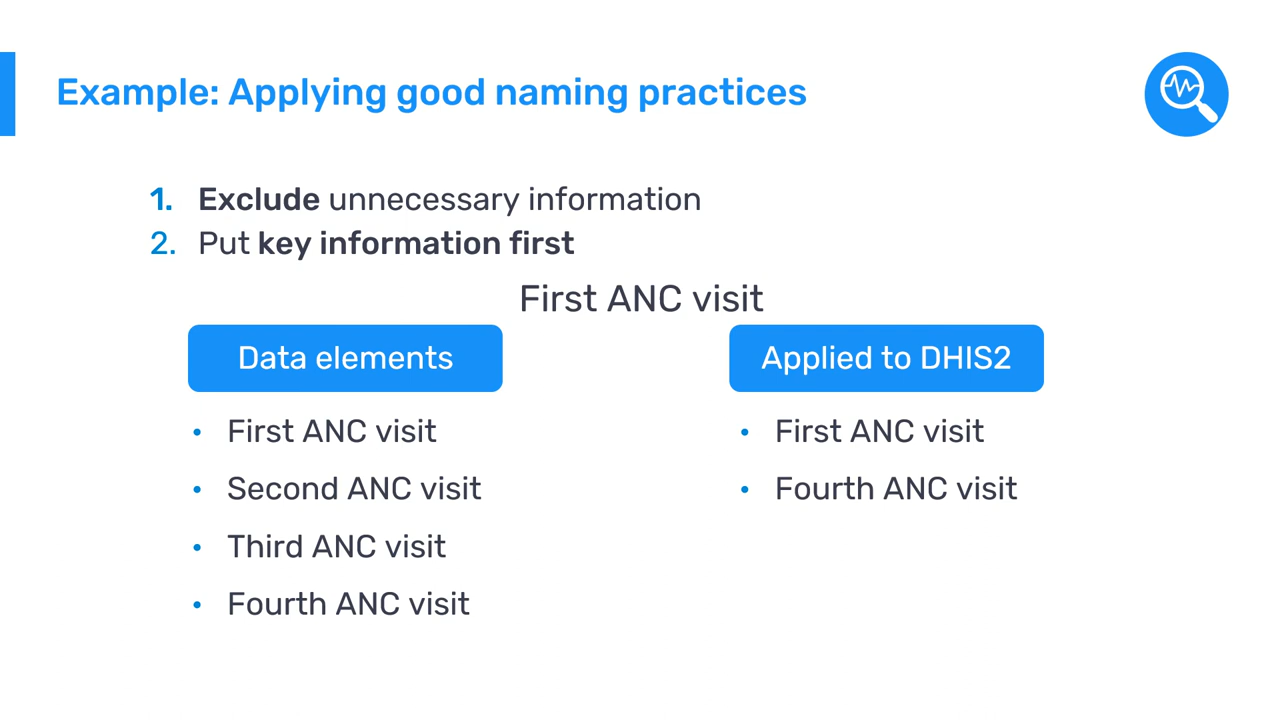 Example: Applying good naming practices
1. Exclude unnecessary information
2. Put key information first
First ANC visit
Data elements
• First ANC visit
• Second ANC visit
• Third ANC visit
• Fourth ANC visit
Applied to DHIS2
• First ANC visit
• Fourth ANC visit